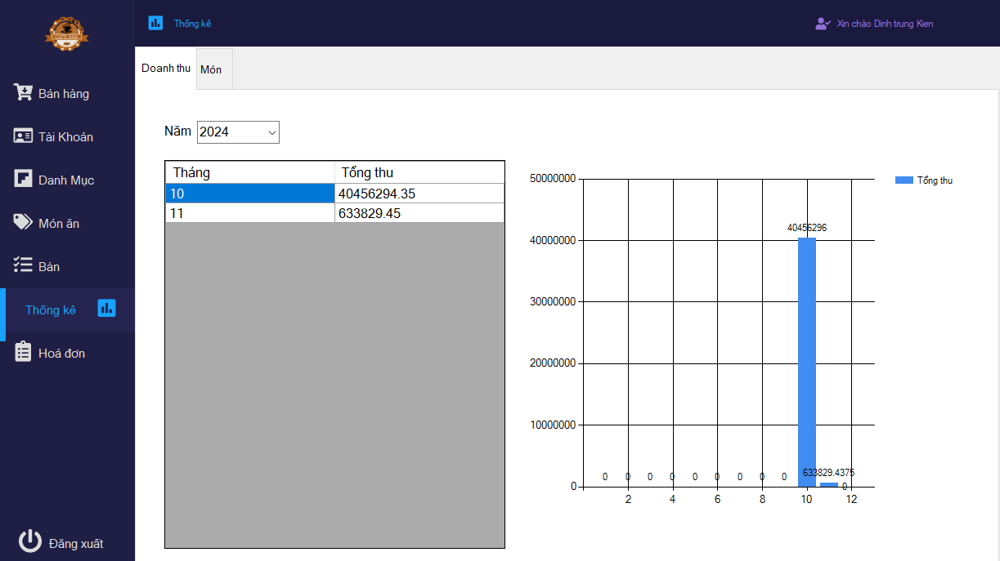 CAFE BAR
Thống kê
Xin chào Dinh trung Kien
Doanh thu
Món
Bán hàng
Tài Khoản
Danh Mục
Món ăn
Bàn
Thống kê
Hoá đơn
Đăng xuất
Năm 2024
Tháng Tổng thu
10 40456294.35
11 633829.45
Tổng thu
50000000
40000000
30000000
20000000
10000000
0
40456296
0 0 0 0 0 0 0 0 0 633829.4375 0
2 4 6 8 10 12